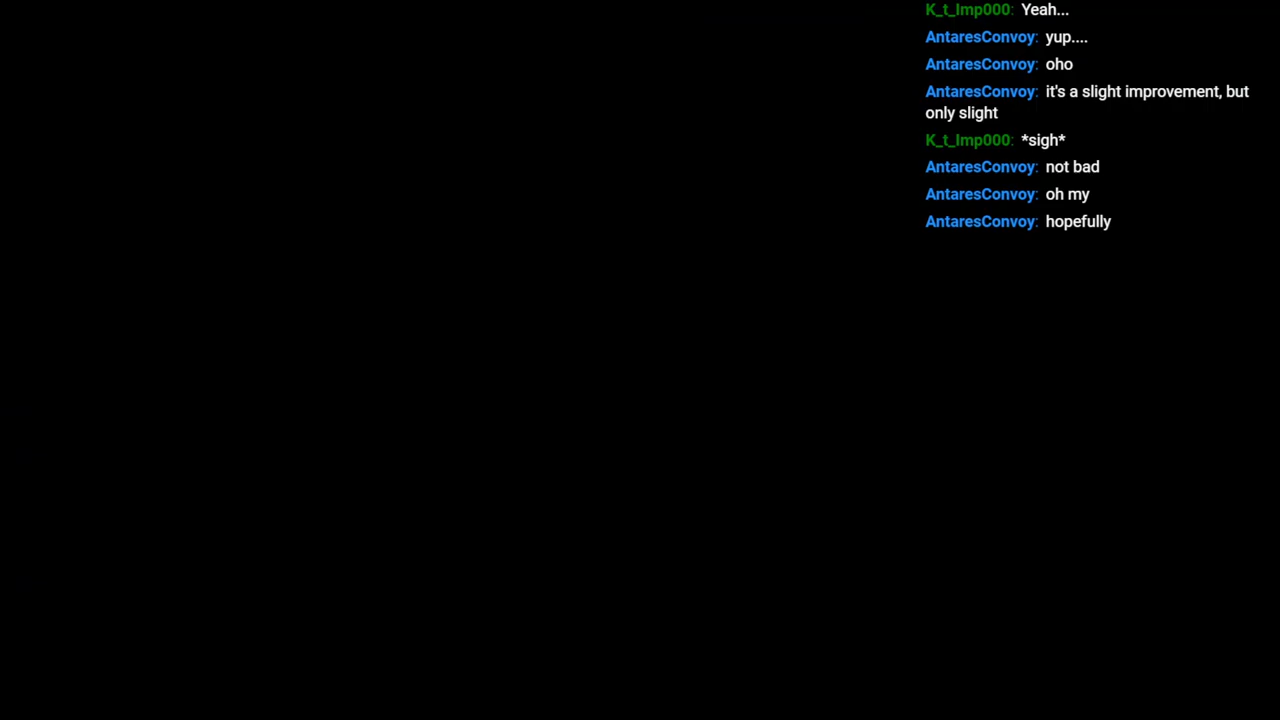 K_t_Imp000: Yeah...
AntaresConvoy: yup....
AntaresConvoy: oho
AntaresConvoy: it's a slight improvement, but
only slight
K_t_Imp000: *sigh*
AntaresConvoy: not bad
AntaresConvoy: oh my
AntaresConvoy: hopefully